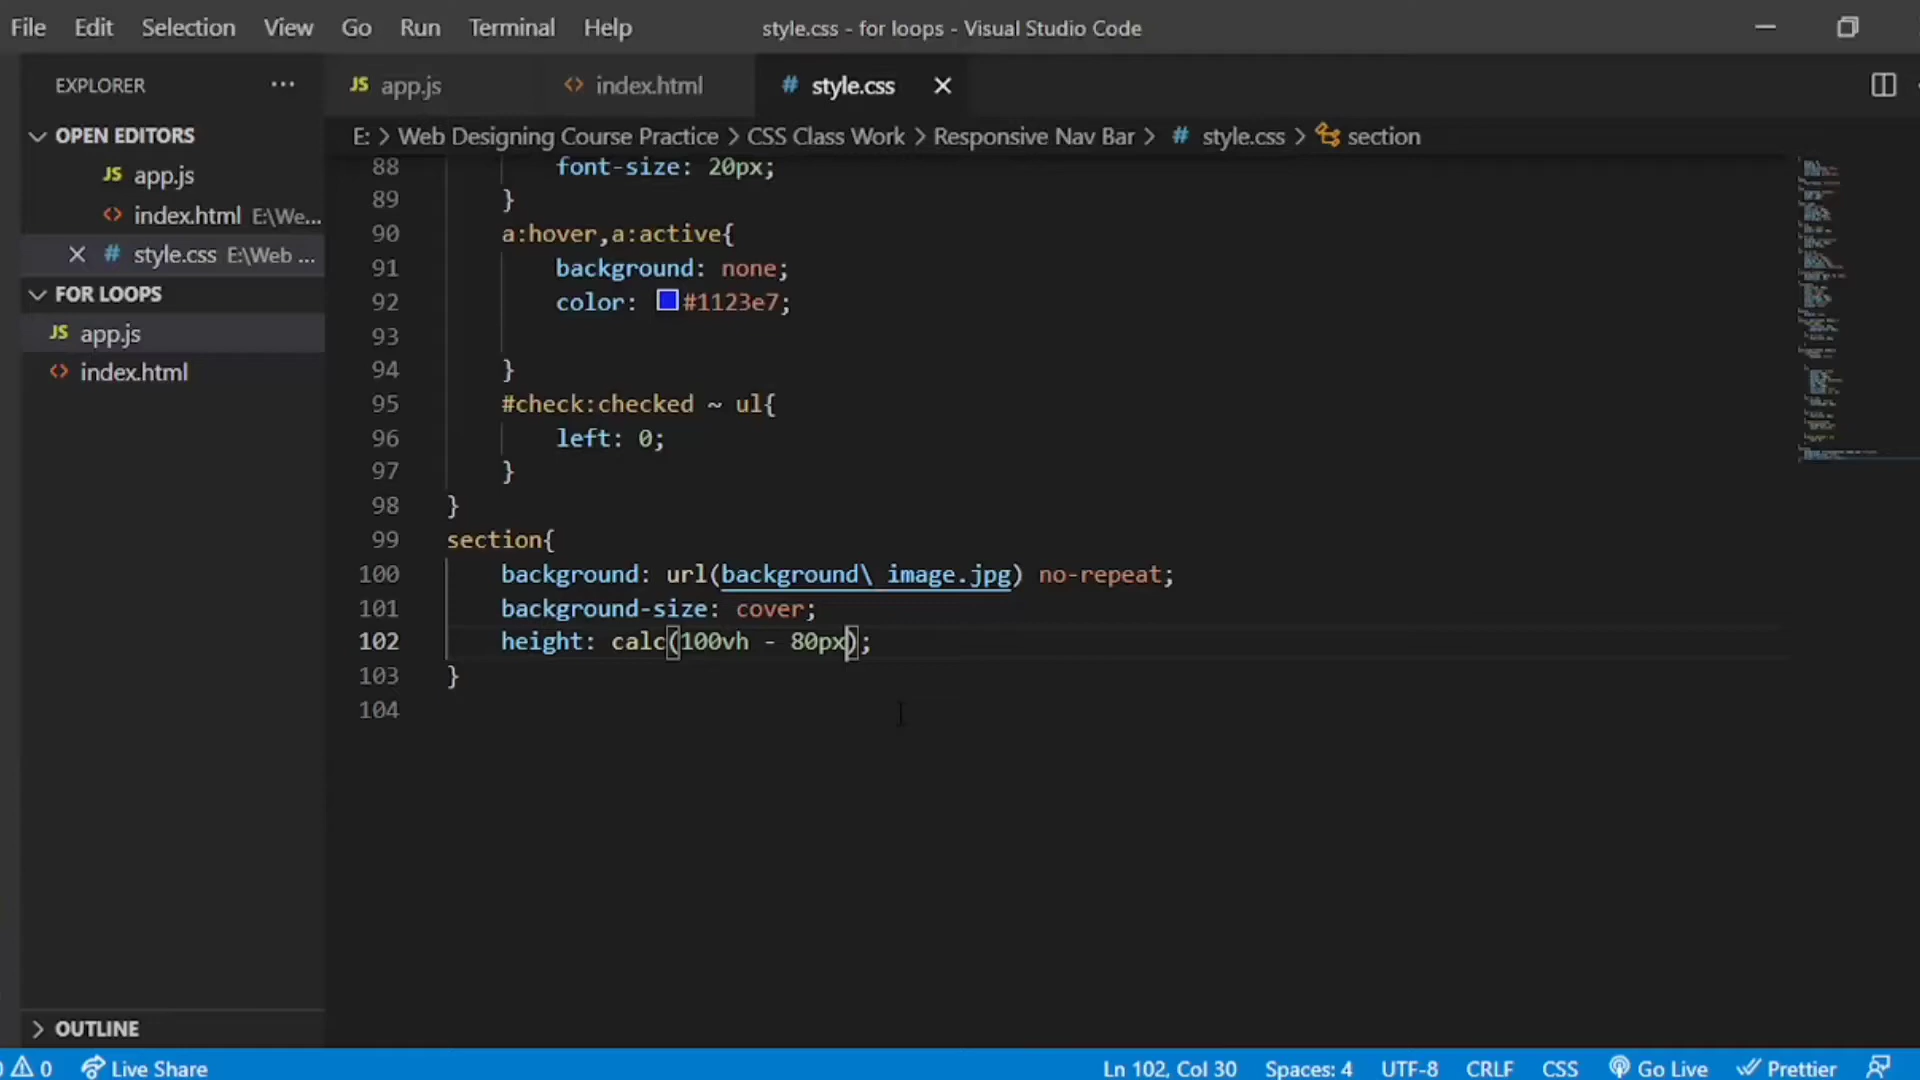 File Edit Selection View Go Run Terminal Help style.css - for loops - Visual Studio Code
EXPLORER ...
OPEN EDITORS
JS app.js
<> index.html E:\We...
# style.css E:\Web ...
FOR LOOPS
JS app.js
<> index.html
OUTLINE
JS app.js <> index.html # style.css
E: > Web Designing Course Practice > CSS Class Work > Responsive Nav Bar > # style.css > section
88 font-size: 20px;
89 }
90 a:hover,a:active{
91 background: none;
92 color: #1123e7;
93
94 }
95 #check:checked ~ ul{
96 left: 0;
97 }
98 }
99 section{
100 background: url(background\ image.jpg) no-repeat;
101 background-size: cover;
102 height: calc(100vh - 80px);
103 }
104
0 Live Share Ln 102, Col 30 Spaces: 4 UTF-8 CRLF CSS Go Live Prettier